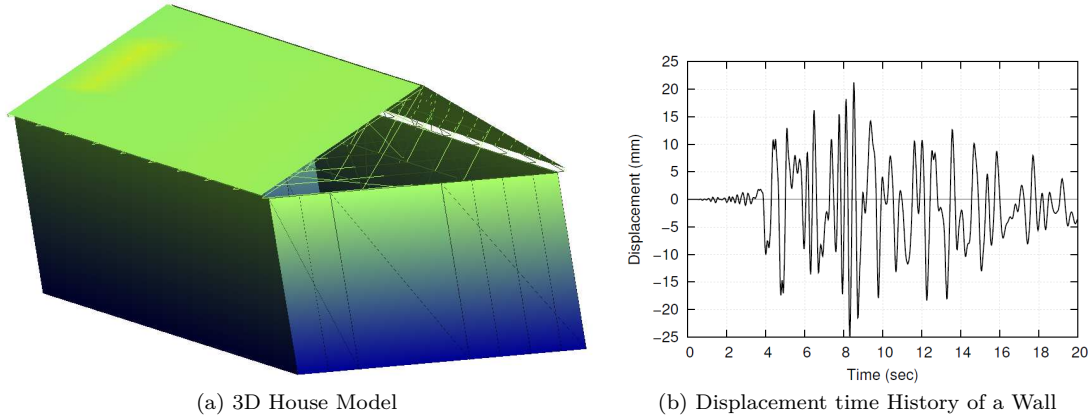 25
20
15
10
5
0
−5
−10
−15
−20
−25
Displacement (mm)
0 2 4 6 8 10 12 14 16 18 20
Time (sec)
(a) 3D House Model
(b) Displacement time History of a Wall